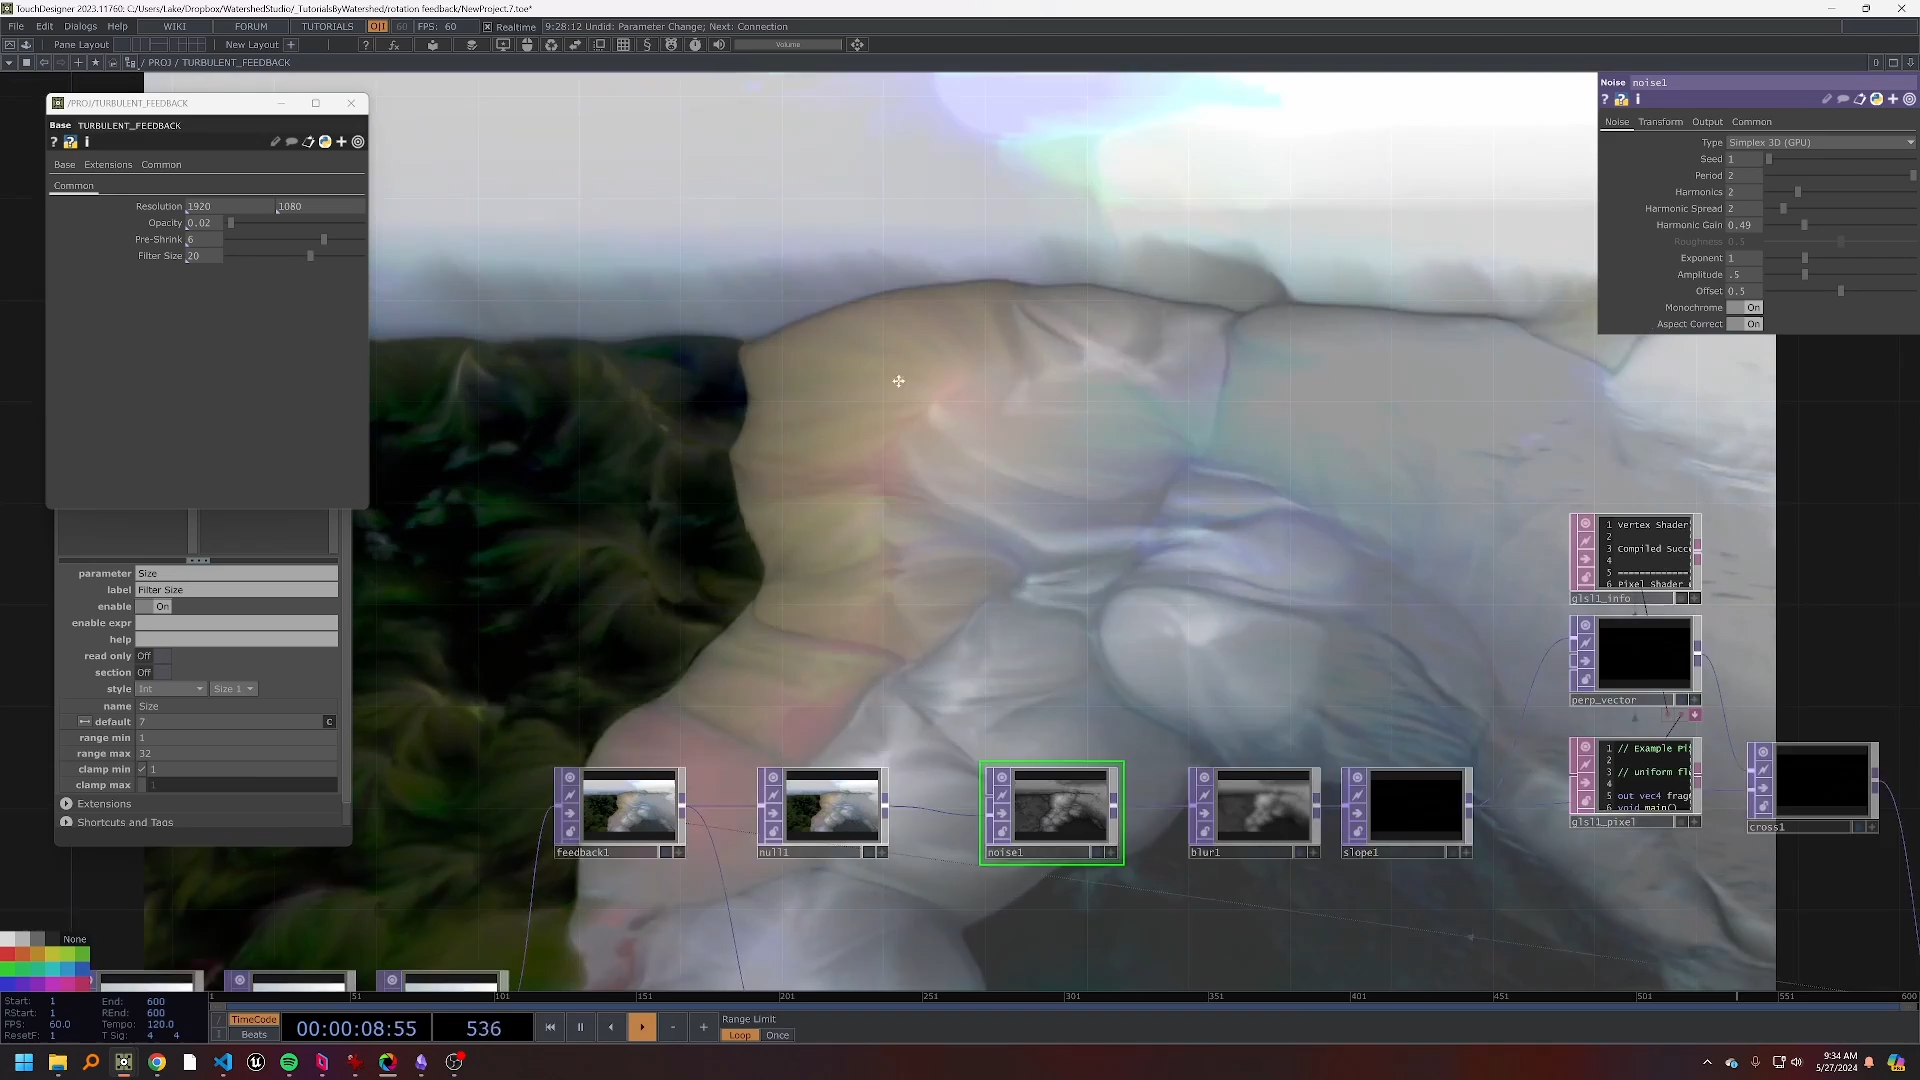 TouchDesigner 2023.11760: C:/Users/Lake/Dropbox/WatershedStudio/_TutorialsByWatershed/rotation feedback/NewProject.7.toe*
File Edit Dialogs Help WIKI FORUM TUTORIALS O|I 60 FPS: 60 Realtime 9:28:12 Undid: Parameter Change; Next: Connection
Pane Layout New Layout + ? Volume
/ PROJ / TURBULENT_FEEDBACK 0
/PROJ/TURBULENT_FEEDBACK
Base TURBULENT_FEEDBACK
? ? i
Base Extensions Common
Common
Resolution 1920 1080
Opacity 0.02
Pre-Shrink 6
Filter Size 20
parameter Size
label Filter Size
enable On
enable expr
help
read only Off
section Off
style Int Size 1
name Size
default 7 C
range min 1
range max 32
clamp min 1
clamp max 1
Extensions
Shortcuts and Tags
Noise noise1
? ? i
Noise Transform Output Common
Type Simplex 3D (GPU)
Seed 1
Period 2
Harmonics 2
Harmonic Spread 2
Harmonic Gain 0.49
Roughness 0.5
Exponent 1
Amplitude .5
Offset 0.5
Monochrome On
Aspect Correct On
1 Vertex Shader
2
3 Compiled Succ
4
5 =============
6 Pixel Shader
glsl1_info
perp_vector
1 // Example Pi
2
3 // uniform fl
4
5 out vec4 frag
6 void main()
glsl1_pixel
cross1
feedback1
null1
noise1
blur1
slope1
None
1 51 101 151 201 251 301 351 401 451 501 551 600
Start: 1 End: 600
RStart: 1 REnd: 600
FPS: 60.0 Tempo: 120.0
ResetF: 1 T Sig: 4 4
TimeCode
Beats
00:00:08:55 536
Range Limit
Loop Once
9:34 AM
5/27/2024